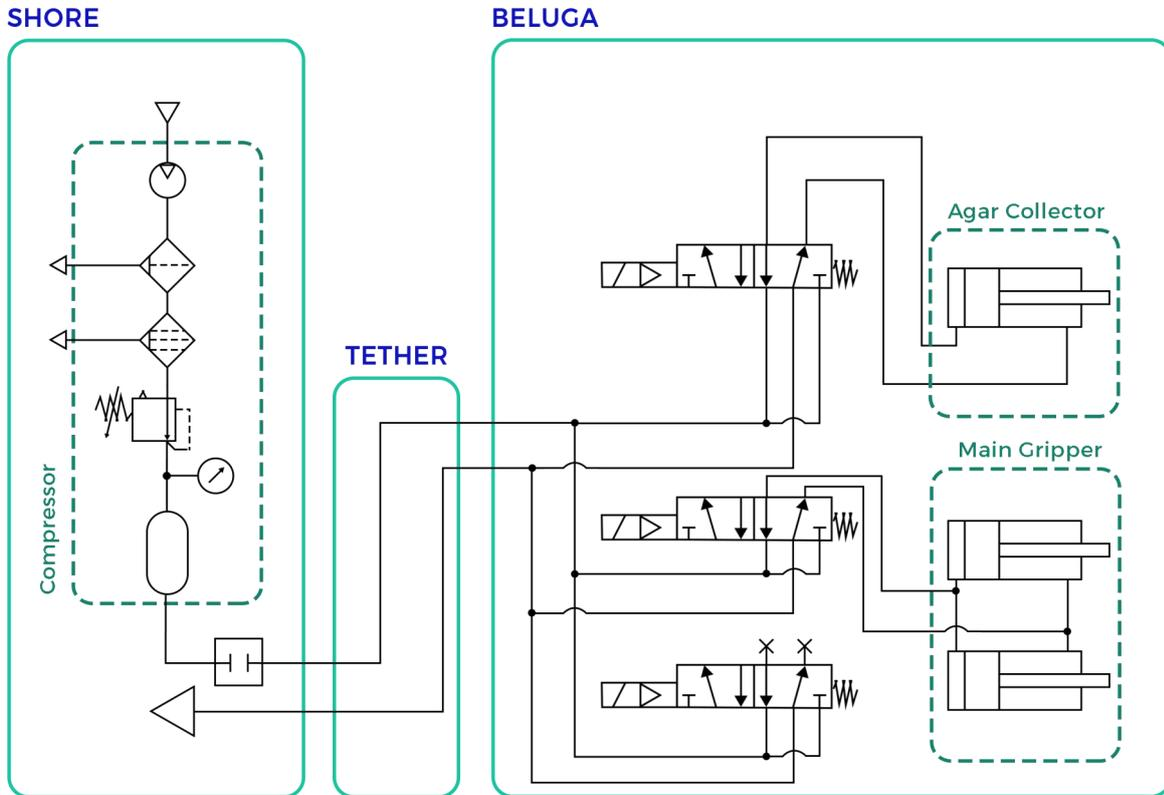 SHORE
BELUGA
Agar Collector
TETHER
Main Gripper
Compressor